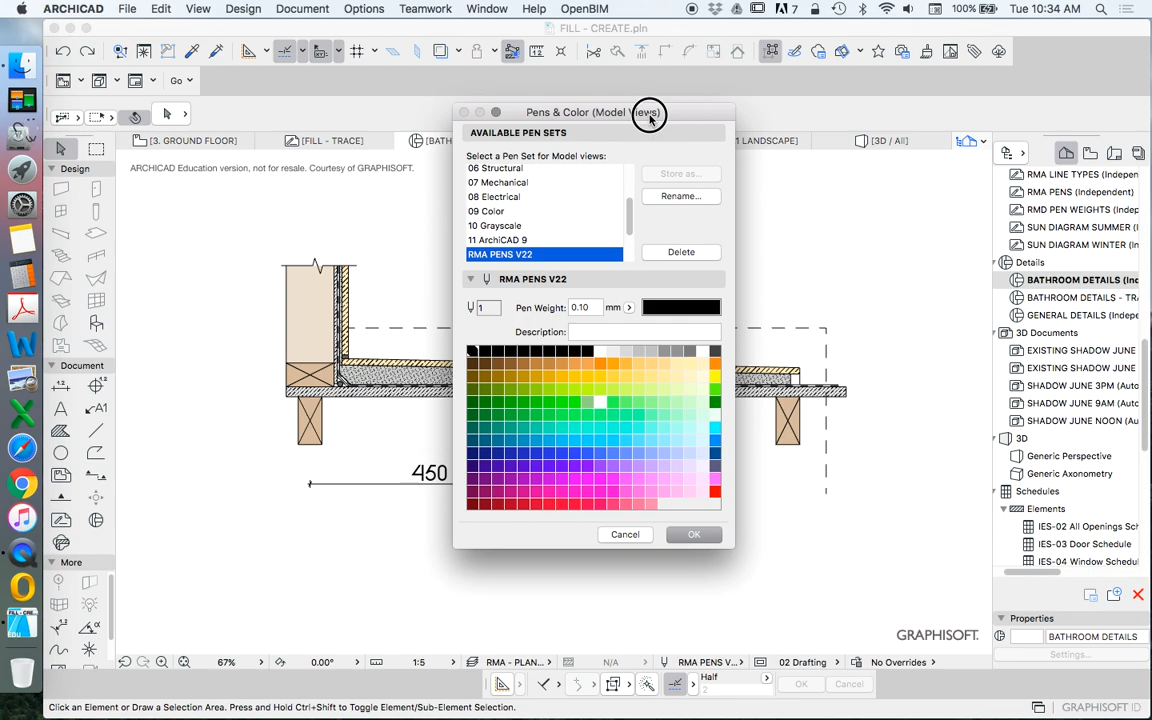 ARCHICAD File Edit View Design Document Options Teamwork Window Help OpenBIM 7 100% Tue 10:34 AM
FILL - CREATE.pln
Go
Pens & Color (Model Views)
AVAILABLE PEN SETS
[3. GROUND FLOOR] [FILL - TRACE] [BATH 1 LANDSCAPE] [3D / All]
ARCHICAD Education version, not for resale. Courtesy of GRAPHISOFT.
Select a Pen Set for Model views:
06 Structural
07 Mechanical
08 Electrical
09 Color
10 Grayscale
11 ArchiCAD 9
RMA PENS V22
Store as...
Rename...
Delete
RMA PENS V22
1 Pen Weight: 0.10 mm
Description:
Cancel OK
450
Design
Document
More
RMA LINE TYPES (Indepen
RMA PENS (Independent)
RMD PEN WEIGHTS (Indep
SUN DIAGRAM SUMMER (I
SUN DIAGRAM WINTER (In
Details
BATHROOM DETAILS (Ind
BATHROOM DETAILS - TRA
GENERAL DETAILS (Indepe
3D Documents
EXISTING SHADOW JUNE
EXISTING SHADOW JUNE
SHADOW JUNE 3PM (Auto
SHADOW JUNE 9AM (Auto
SHADOW JUNE NOON (Au
3D
Generic Perspective
Generic Axonometry
Schedules
Elements
IES-02 All Openings Sch
IES-03 Door Schedule
IES-04 Window Schedule
Properties
BATHROOM DETAILS
Settings...
GRAPHISOFT.
67% 0.00° 1:5 RMA - PLAN... N/A RMA PENS V... 02 Drafting No Overrides
Half
2
OK Cancel
Click an Element or Draw a Selection Area. Press and Hold Ctrl+Shift to Toggle Element/Sub-Element Selection.
GRAPHISOFT ID